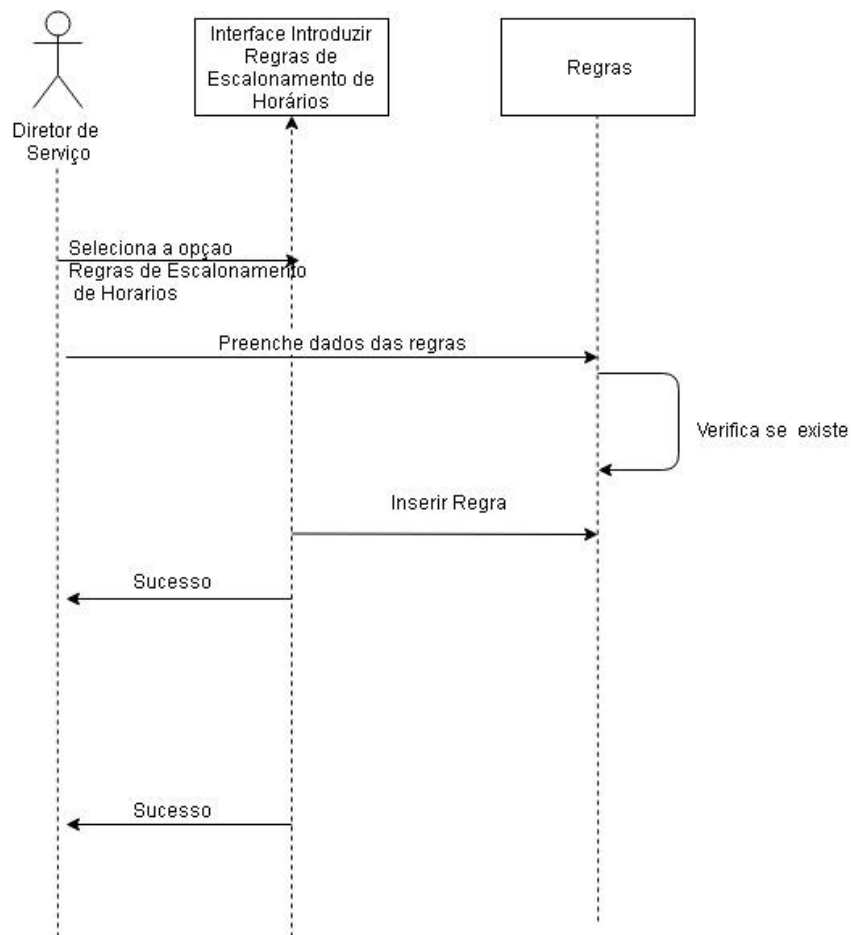 Interface Introduzir
Regras de
Escalonamento de
Horários
Regras
Diretor de
Serviço
Seleciona a opçao
Regras de Escalonamento
de Horarios
Preenche dados das regras
Verifica se existe
Inserir Regra
Sucesso
Sucesso